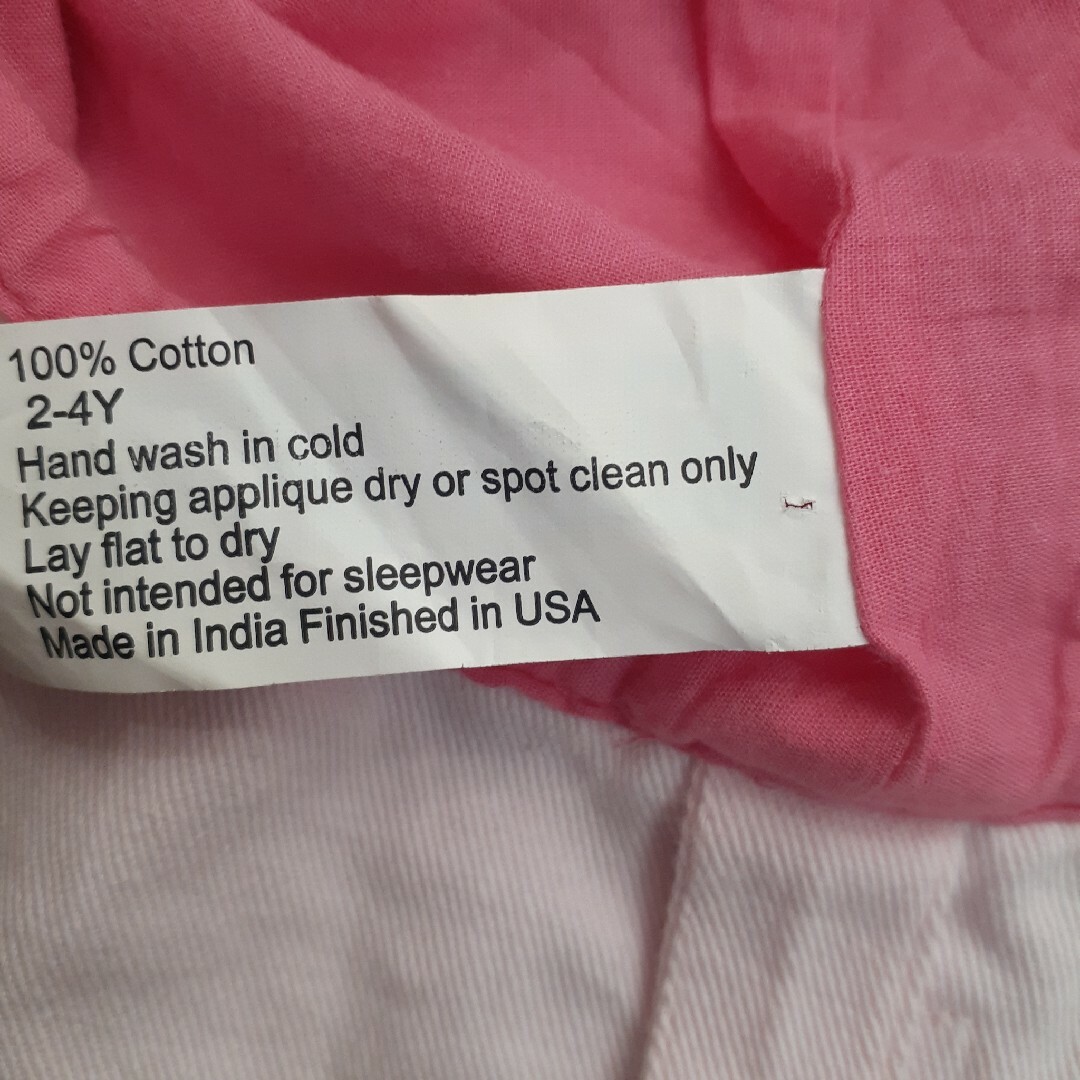 100% Cotton
2-4Y
Hand wash in cold
Keeping applique dry or spot clean only
Lay flat to dry
Not intended for sleepwear
Made in India Finished in USA